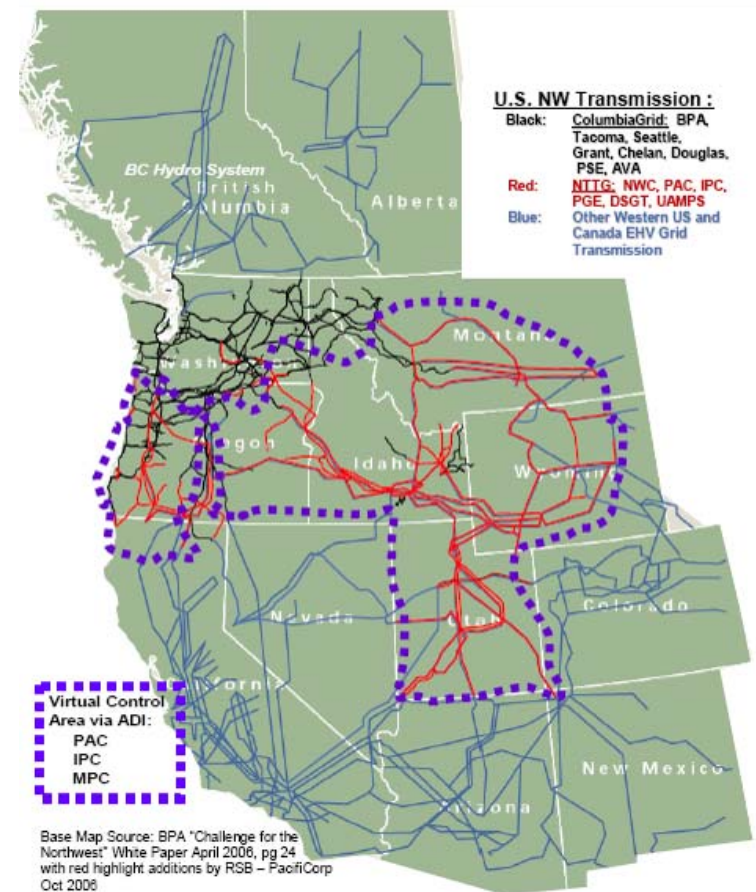 U.S. NW Transmission :
Black: ColumbiaGrid: BPA,
Tacoma, Seattle,
Grant, Chelan, Douglas,
PSE, AVA
Red: NTTG: NWC, PAC, IPC,
PGE, DSGT, UAMPS
Blue: Other Western US and
Canada EHV Grid
Transmission
BC Hydro System
British
Columbia
Alberta
Washington
Montana
Oregon
Idaho
Wyoming
Nevada
Utah
Colorado
California
Arizona
New Mexico
Virtual Control
Area via ADI:
PAC
IPC
MPC
Base Map Source: BPA "Challenge for the
Northwest" White Paper April 2006, pg 24
with red highlight additions by RSB – PacifiCorp
Oct 2006